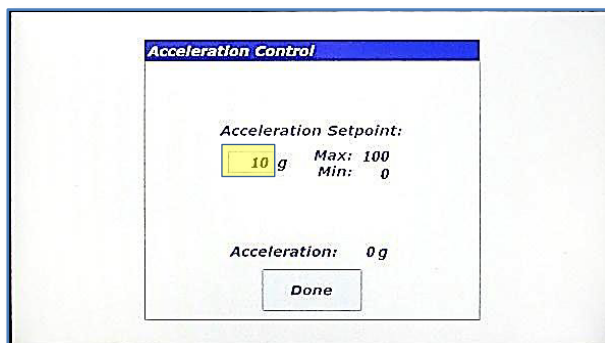 Acceleration Control
Acceleration Setpoint:
10 g Max: 100
Min: 0
Acceleration: 0 g
Done